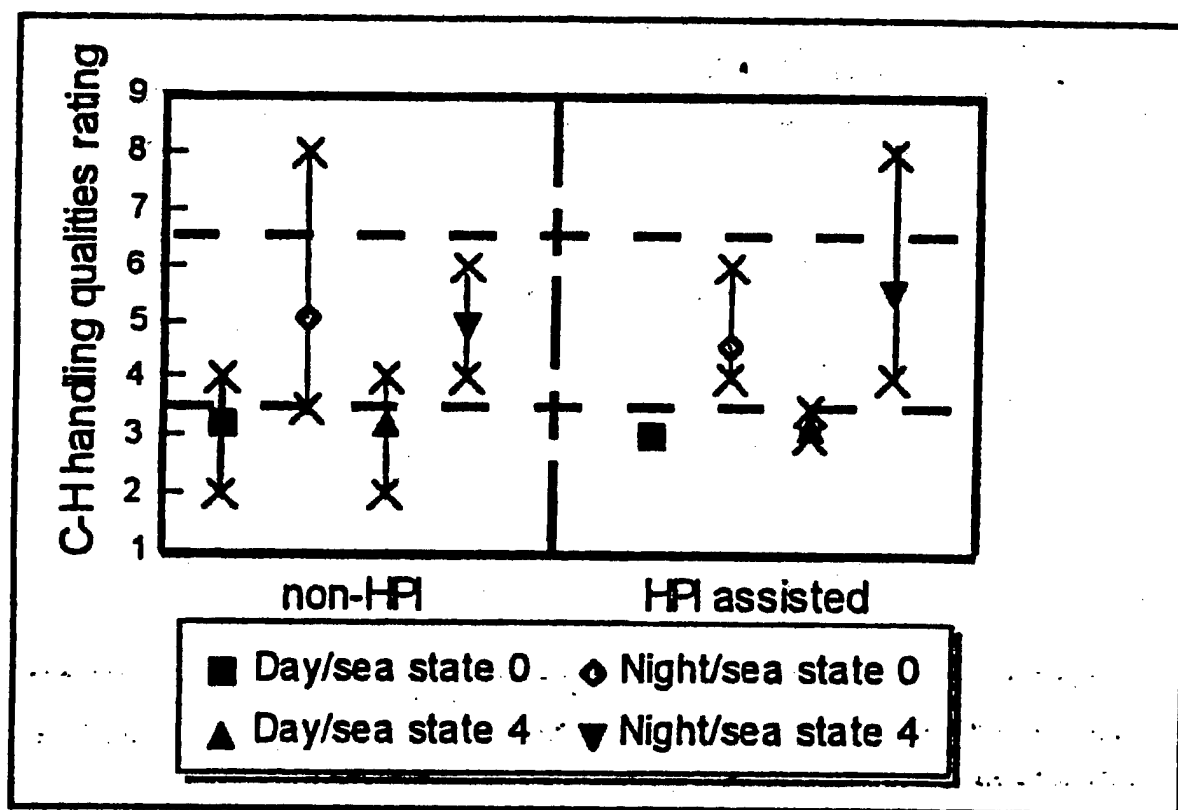 C-H handling qualities rating
9
8
7
6
5
4
3
2
1
non-HPI HPI assisted
Day/sea state 0 Night/sea state 0
Day/sea state 4 Night/sea state 4